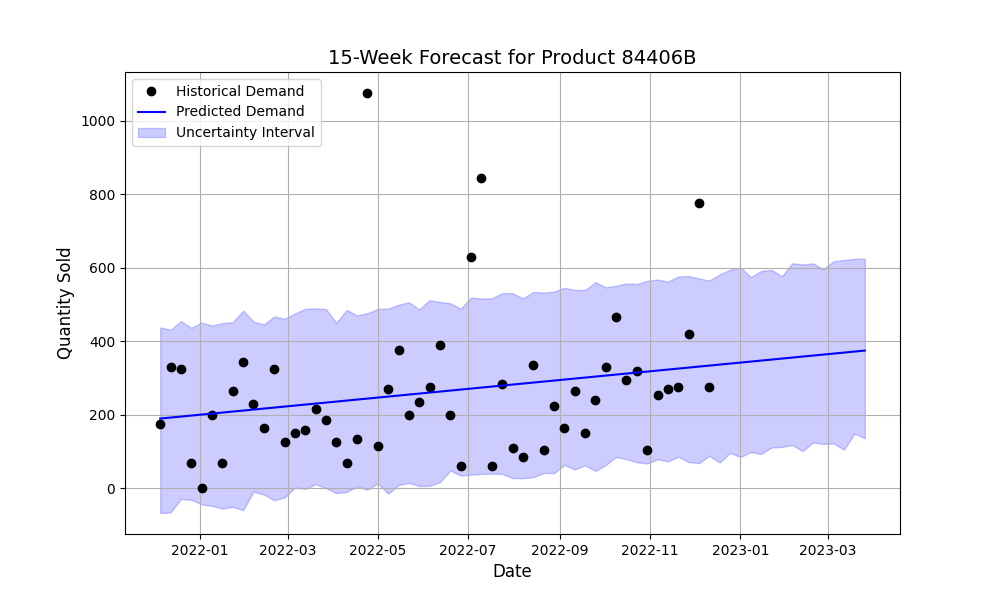 15-Week Forecast for Product 84406B
Historical Demand
Predicted Demand
Uncertainty Interval
1000
800
600
400
200
0
Quantity Sold
2022-01 2022-03 2022-05 2022-07 2022-09 2022-11 2023-01 2023-03
Date